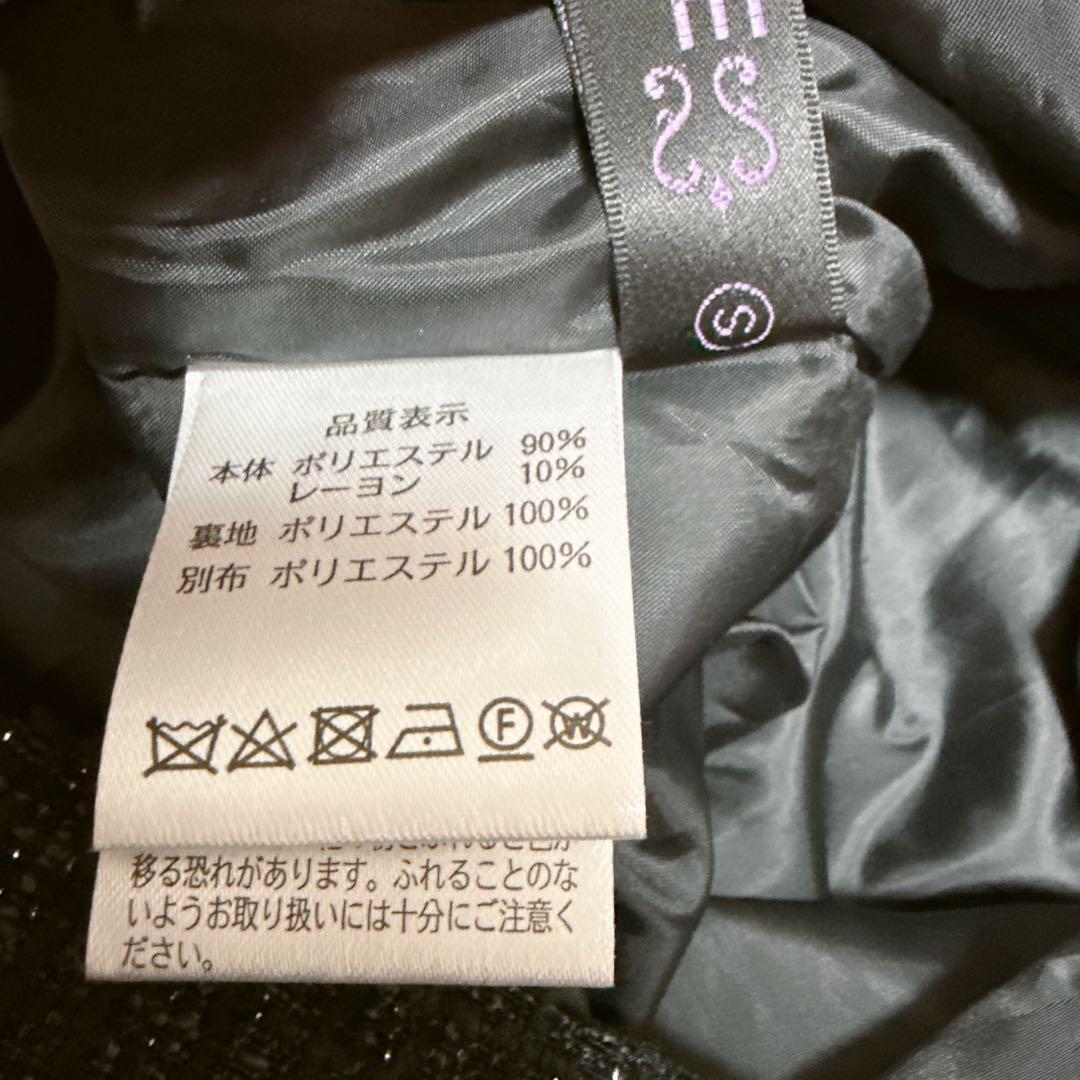 S
品質表示
本体 ポリエステル 90%
レーヨン 10%
裏地 ポリエステル 100%
別布 ポリエステル 100%
F
W
移る恐れがあります。ふれることのな
いようお取り扱いには十分にご注意く
ださい。